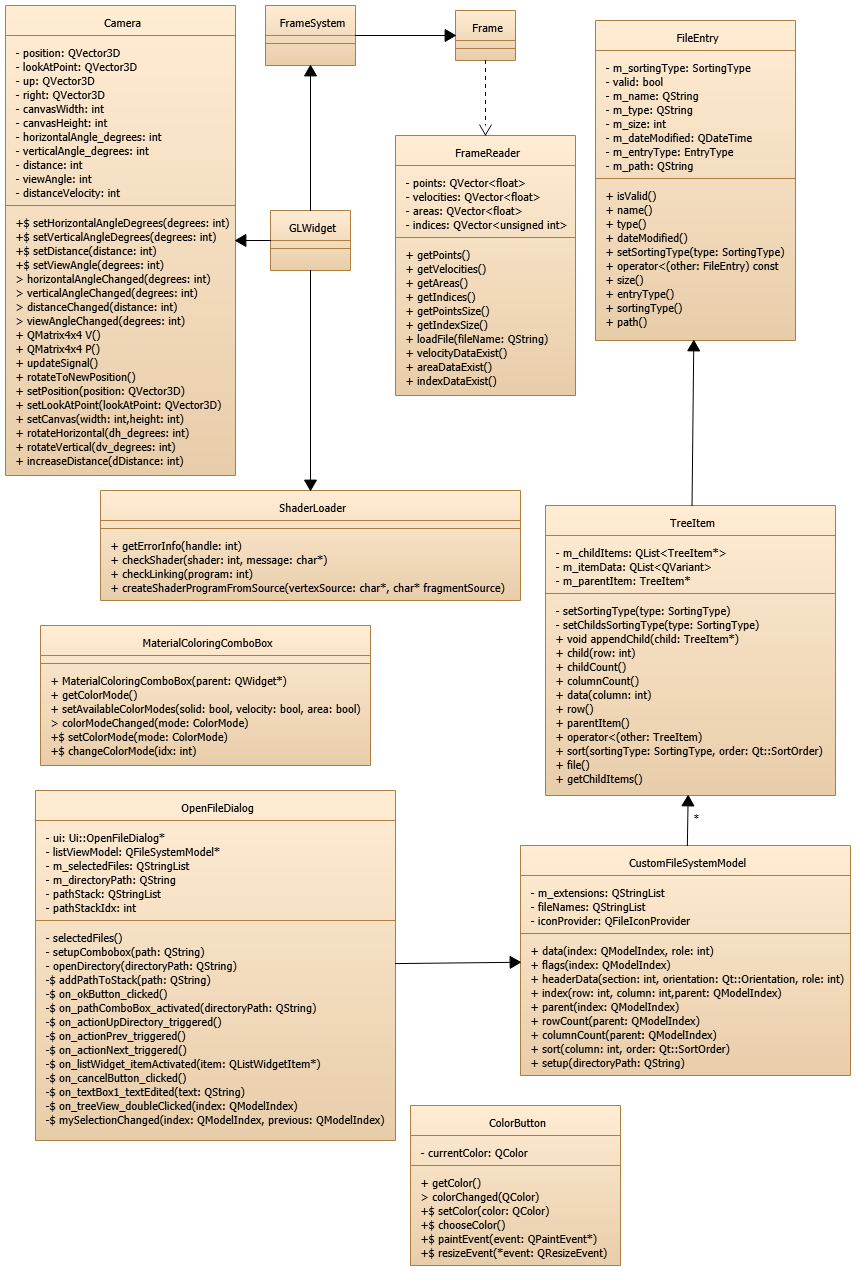 Camera
- position: QVector3D
- lookAtPoint: QVector3D
- up: QVector3D
- right: QVector3D
- canvasWidth: int
- canvasHeight: int
- horizontalAngle_degrees: int
- verticalAngle_degrees: int
- distance: int
- viewAngle: int
- distanceVelocity: int
+$ setHorizontalAngleDegrees(degrees: int)
+$ setVerticalAngleDegrees(degrees: int)
+$ setDistance(distance: int)
+$ setViewAngle(degrees: int)
> horizontalAngleChanged(degrees: int)
> verticalAngleChanged(degrees: int)
> distanceChanged(distance: int)
> viewAngleChanged(degrees: int)
+ QMatrix4x4 V()
+ QMatrix4x4 P()
+ updateSignal()
+ rotateToNewPosition()
+ setPosition(position: QVector3D)
+ setLookAtPoint(lookAtPoint: QVector3D)
+ setCanvas(width: int,height: int)
+ rotateHorizontal(dh_degrees: int)
+ rotateVertical(dv_degrees: int)
+ increaseDistance(dDistance: int)
FrameSystem
Frame
FileEntry
- m_sortingType: SortingType
- valid: bool
- m_name: QString
- m_type: QString
- m_size: int
- m_dateModified: QDateTime
- m_entryType: EntryType
- m_path: QString
+ isValid()
+ name()
+ type()
+ dateModified()
+ setSortingType(type: SortingType)
+ operator<(other: FileEntry) const
+ size()
+ entryType()
+ sortingType()
+ path()
FrameReader
- points: QVector<float>
- velocities: QVector<float>
- areas: QVector<float>
- indices: QVector<unsigned int>
+ getPoints()
+ getVelocities()
+ getAreas()
+ getIndices()
+ getPointsSize()
+ getIndexSize()
+ loadFile(fileName: QString)
+ velocityDataExist()
+ areaDataExist()
+ indexDataExist()
GLWidget
ShaderLoader
+ getErrorInfo(handle: int)
+ checkShader(shader: int, message: char*)
+ checkLinking(program: int)
+ createShaderProgramFromSource(vertexSource: char*, char* fragmentSource)
TreeItem
- m_childItems: QList<TreeItem*>
- m_itemData: QList<QVariant>
- m_parentItem: TreeItem*
- setSortingType(type: SortingType)
- setChildsSortingType(type: SortingType)
+ void appendChild(child: TreeItem*)
+ child(row: int)
+ childCount()
+ columnCount()
+ data(column: int)
+ row()
+ parentItem()
+ operator<(other: TreeItem)
+ sort(sortingType: SortingType, order: Qt::SortOrder)
+ file()
+ getChildItems()
MaterialColoringComboBox
+ MaterialColoringComboBox(parent: QWidget*)
+ getColorMode()
+ setAvailableColorModes(solid: bool, velocity: bool, area: bool)
> colorModeChanged(mode: ColorMode)
+$ setColorMode(mode: ColorMode)
+$ changeColorMode(idx: int)
OpenFileDialog
- ui: Ui::OpenFileDialog*
- listViewModel: QFileSystemModel*
- m_selectedFiles: QStringList
- m_directoryPath: QString
- pathStack: QStringList
- pathStackIdx: int
- selectedFiles()
- setupCombobox(path: QString)
- openDirectory(directoryPath: QString)
-$ addPathToStack(path: QString)
-$ on_okButton_clicked()
-$ on_pathComboBox_activated(directoryPath: QString)
-$ on_actionUpDirectory_triggered()
-$ on_actionPrev_triggered()
-$ on_actionNext_triggered()
-$ on_listWidget_itemActivated(item: QListWidgetItem*)
-$ on_cancelButton_clicked()
-$ on_textBox1_textEdited(text: QString)
-$ on_treeView_doubleClicked(index: QModelIndex)
-$ mySelectionChanged(index: QModelIndex, previous: QModelIndex)
*
CustomFileSystemModel
- m_extensions: QStringList
- fileNames: QStringList
- iconProvider: QFileIconProvider
+ data(index: QModelIndex, role: int)
+ flags(index: QModelIndex)
+ headerData(section: int, orientation: Qt::Orientation, role: int)
+ index(row: int, column: int,parent: QModelIndex)
+ parent(index: QModelIndex)
+ rowCount(parent: QModelIndex)
+ columnCount(parent: QModelIndex)
+ sort(column: int, order: Qt::SortOrder)
+ setup(directoryPath: QString)
ColorButton
- currentColor: QColor
+ getColor()
> colorChanged(QColor)
+$ setColor(color: QColor)
+$ chooseColor()
+$ paintEvent(event: QPaintEvent*)
+$ resizeEvent(*event: QResizeEvent)